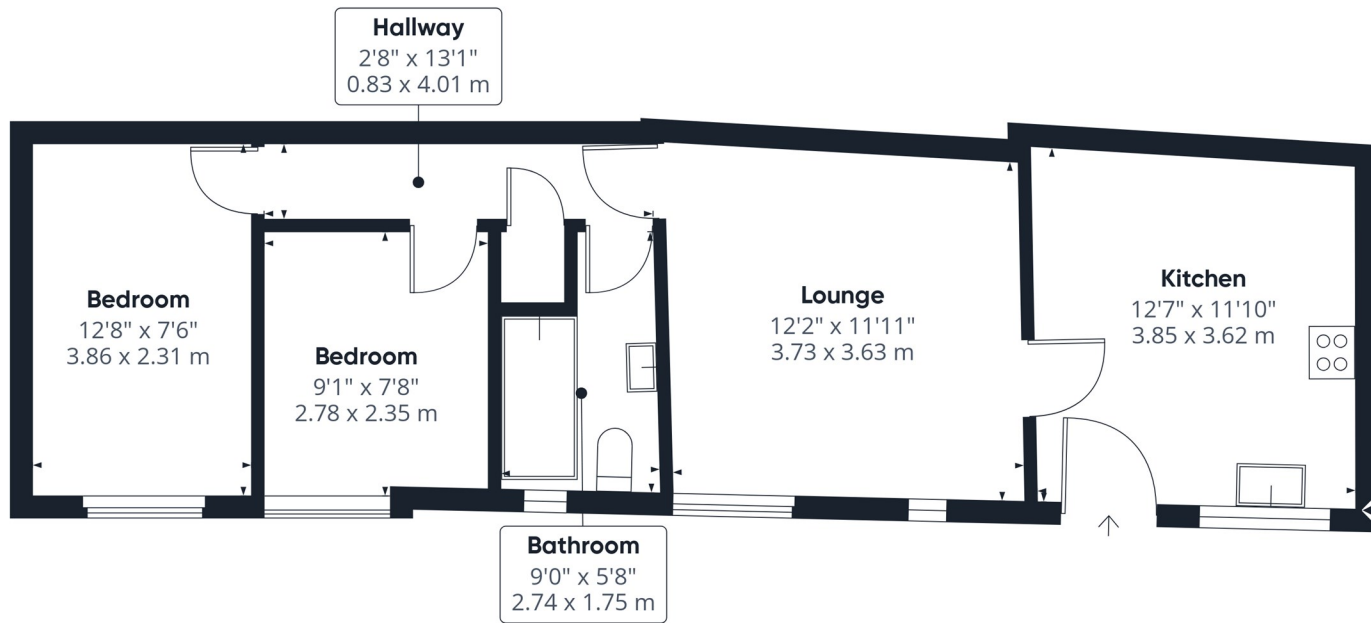 Hallway
2'8" x 13'1"
0.83 x 4.01 m
Bedroom
12'8" x 7'6"
3.86 x 2.31 m
Bedroom
9'1" x 7'8"
2.78 x 2.35 m
Lounge
12'2" x 11'11"
3.73 x 3.63 m
Kitchen
12'7" x 11'10"
3.85 x 3.62 m
Bathroom
9'0" x 5'8"
2.74 x 1.75 m